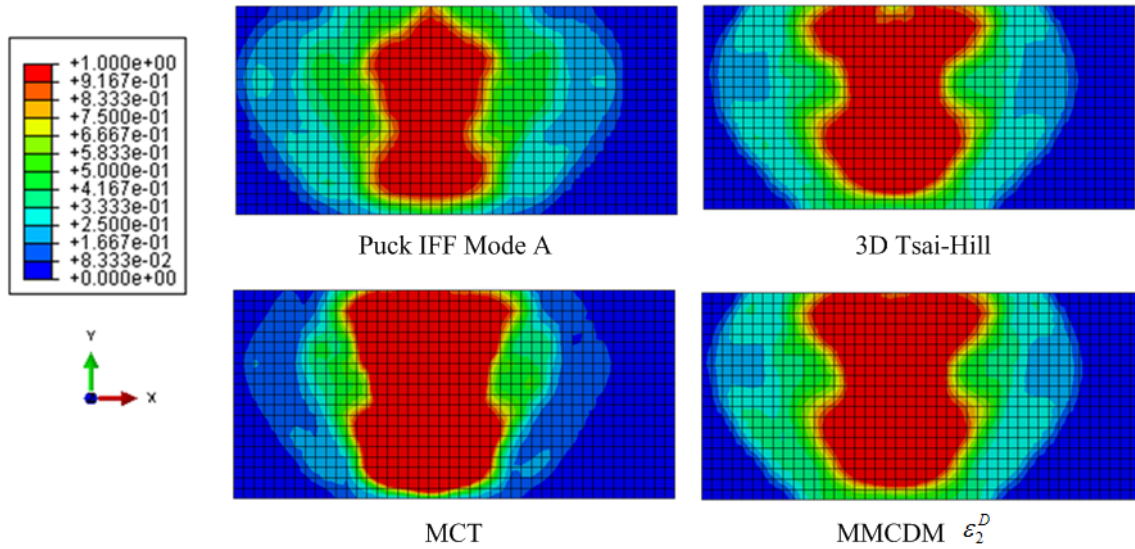 +1.000e+00
+9.167e-01
+8.333e-01
+7.500e-01
+6.667e-01
+5.833e-01
+5.000e-01
+4.167e-01
+3.333e-01
+2.500e-01
+1.667e-01
+8.333e-02
+0.000e+00
Y
X
Puck IFF Mode A
3D Tsai-Hill
MCT
MMCDM ε₂ᴰ